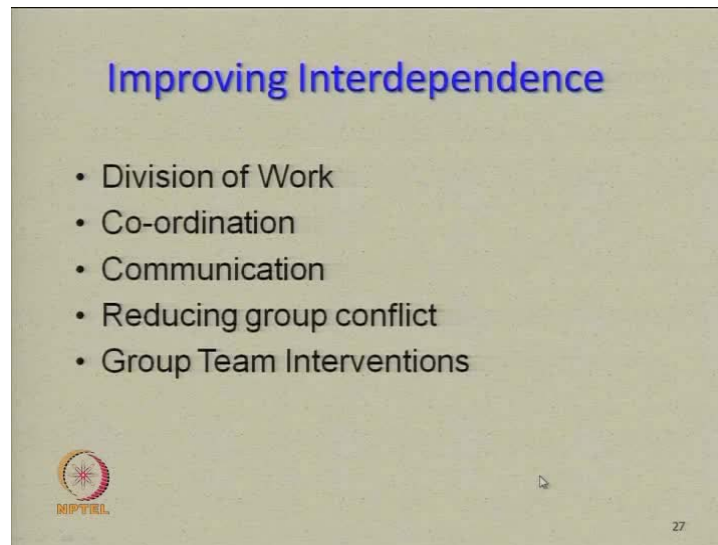 Improving Interdependence
• Division of Work
• Co-ordination
• Communication
• Reducing group conflict
• Group Team Interventions
NPTEL
27